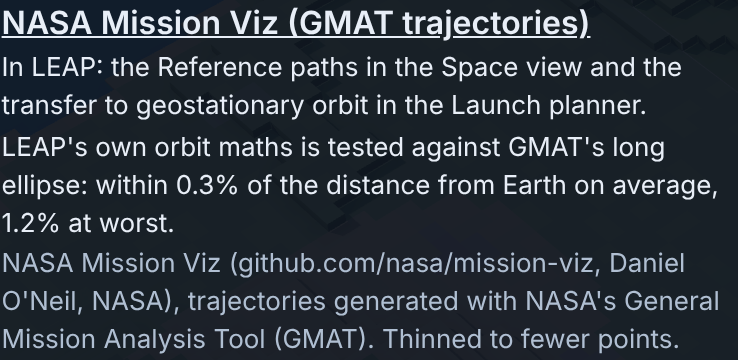 NASA Mission Viz (GMAT trajectories)
In LEAP: the Reference paths in the Space view and the
transfer to geostationary orbit in the Launch planner.
LEAP's own orbit maths is tested against GMAT's long
ellipse: within 0.3% of the distance from Earth on average,
1.2% at worst.
NASA Mission Viz (github.com/nasa/mission-viz, Daniel
O'Neil, NASA), trajectories generated with NASA's General
Mission Analysis Tool (GMAT). Thinned to fewer points.